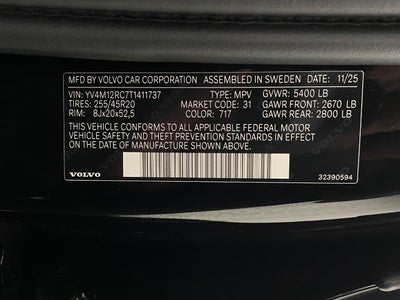 MFD BY VOLVO CAR CORPORATION ASSEMBLED IN SWEDEN DATE: 11/25
VIN: YV4M12RC7T1411737 TYPE: MPV GVWR: 5400 LB
TIRES: 255/45R20 MARKET CODE: 31 GAWR FRONT: 2670 LB
RIM: 8Jx20x52,5 COLOR: 717 GAWR REAR: 2800 LB
THIS VEHICLE CONFORMS TO ALL APPLICABLE FEDERAL MOTOR
VEHICLE SAFETY AND THEFT PREVENTION STANDARDS IN EFFECT
ON THE DATE OF MANUFACTURE SHOWN ABOVE.
VOLVO 32390594